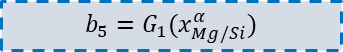 b₅ = G₁(x^α_{Mg/Si})